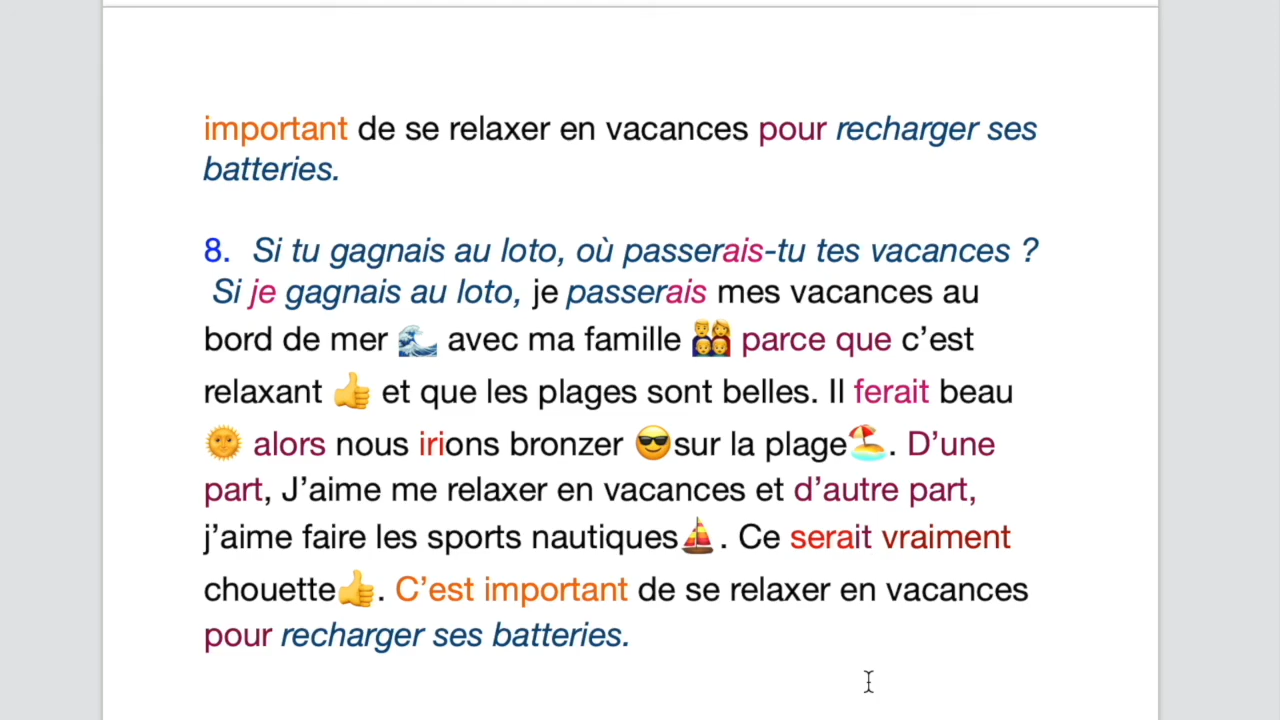 important de se relaxer en vacances pour recharger ses
batteries.
8. Si tu gagnais au loto, où passerais-tu tes vacances ?
Si je gagnais au loto, je passerais mes vacances au
bord de mer 🌊 avec ma famille 👨‍👩‍👧‍👦 parce que c’est
relaxant 👍 et que les plages sont belles. Il ferait beau
🌞 alors nous irions bronzer 😎sur la plage🏖. D’une
part, J’aime me relaxer en vacances et d’autre part,
j’aime faire les sports nautiques⛵. Ce serait vraiment
chouette👍. C’est important de se relaxer en vacances
pour recharger ses batteries.